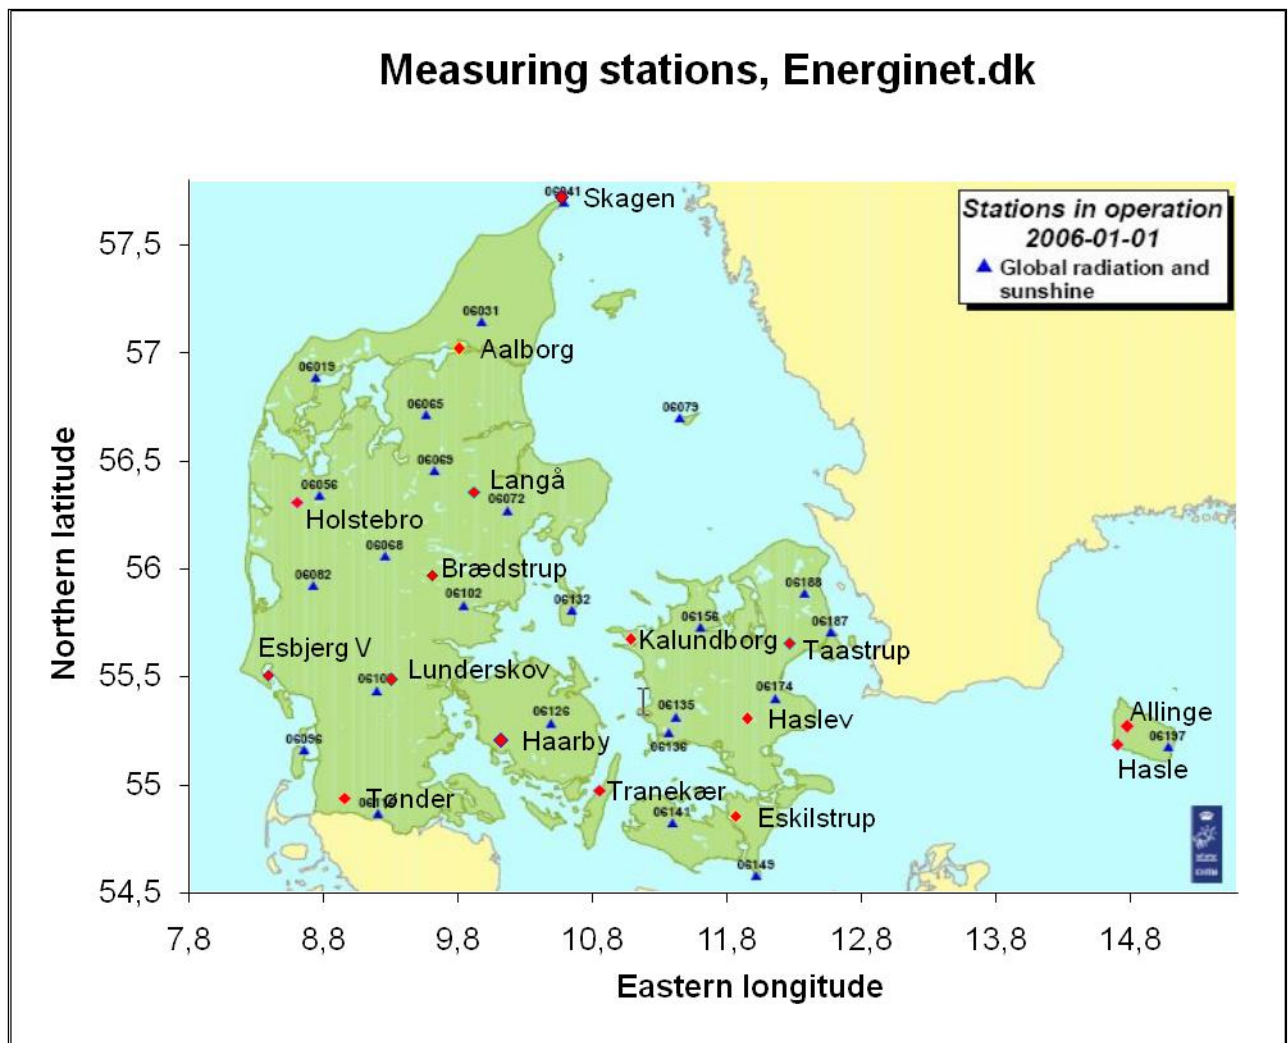 Measuring stations, Energinet.dk
Stations in operation
2006-01-01
Global radiation and
sunshine
06041
Skagen
57,5
06031
57
Aalborg
06019
06065
06079
56,5
06069
Langå
06056
06072
Holstebro
06068
56
Brædstrup
06082
06102
06132
06188
06156
06187
Kalundborg
Taastrup
Esbjerg V
Lunderskov
55,5
06174
06135
Haslev
06126
Allinge
06096
Haarby
06136
06197
Hasle
55
Tønder
Tranekær
06141
Eskilstrup
06149
54,5
7,8
8,8
9,8
10,8
11,8
12,8
13,8
14,8
Northern latitude
Eastern longitude